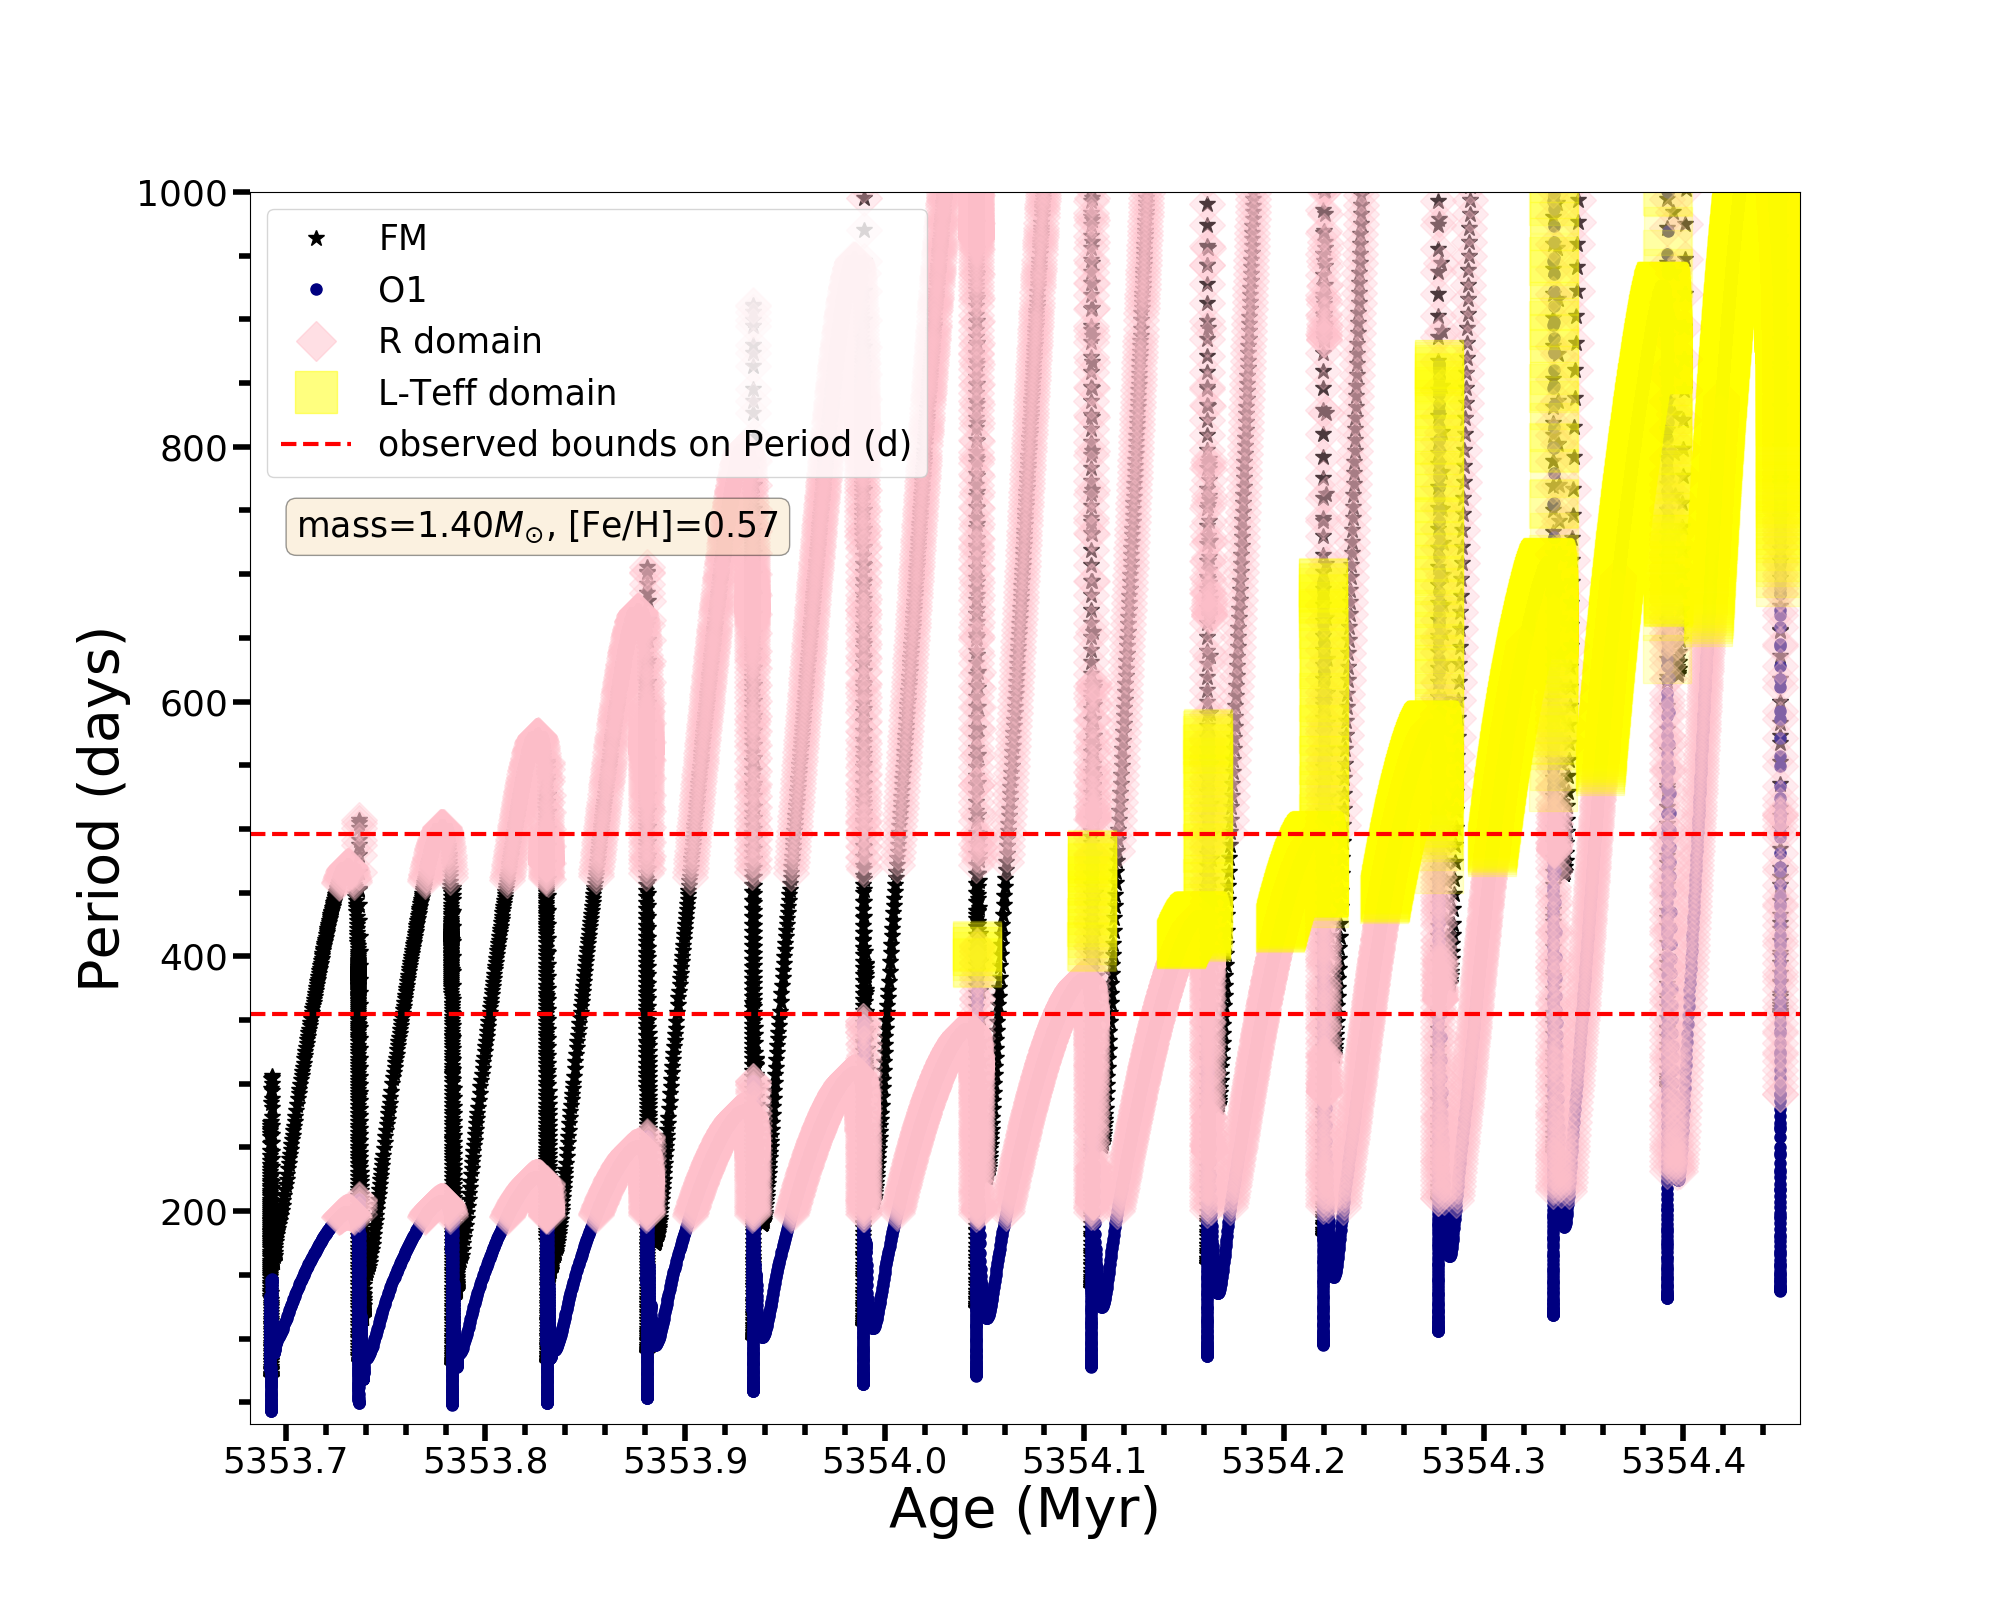 1000
800
600
400
200
Period (days)
FM
O1
R domain
L-Teff domain
observed bounds on Period (d)
mass=1.40M⊙, [Fe/H]=0.57
5353.7 5353.8 5353.9 5354.0 5354.1 5354.2 5354.3 5354.4
Age (Myr)